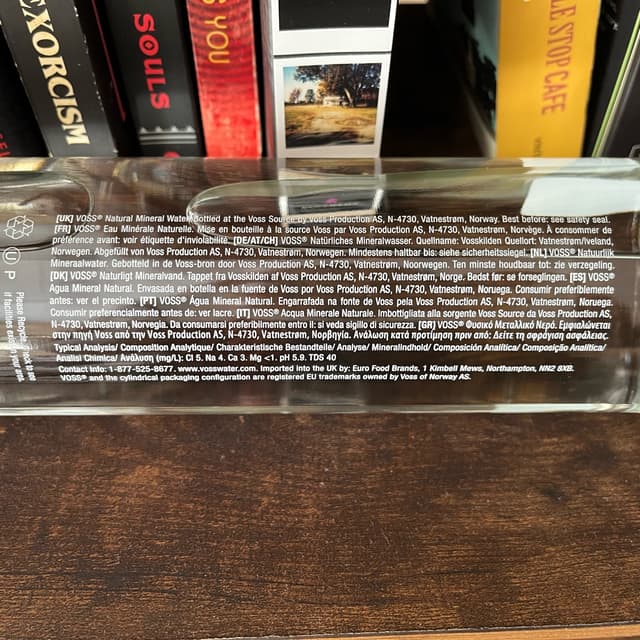 EXORCISM
SOULS
YOU
LE STOP CAFE
U
P
Please Recycle.
[UK] VOSS® Natural Mineral Water. Bottled at the Voss Source by Voss Production AS, N-4730, Vatnestrøm, Norway. Best before: see safety seal.
[FR] VOSS® Eau Minérale Naturelle. Mise en bouteille à la source Voss par Voss Production AS, N-4730, Vatnestrøm, Norvège. À consommer de
préférence avant: voir étiquette d'inviolabilité. [DE/AT/CH] VOSS® Natürliches Mineralwasser. Quellname: Vosskilden Quellort: Vatnestrøm/Iveland,
Norwegen. Abgefüllt von Voss Production AS, N-4730, Vatnestrøm, Norwegen. Mindestens haltbar bis: siehe sicherheitssiegel. [NL] VOSS® Natuurlijk
Mineraalwater. Gebotteld in de Voss-bron door Voss Production AS, N-4730, Vatnestrøm, Noorwegen. Ten minste houdbaar tot: zie verzegeling.
[DK] VOSS® Naturligt Mineralvand. Tappet fra Vosskilden af Voss Production AS, N-4730, Vatnestrøm, Norge. Bedst før: se forseglingen. [ES] VOSS®
Agua Mineral Natural. Envasada en botella en la fuente de Voss por Voss Production AS, N-4730, Vatnestrøm, Noruega. Consumir preferiblemente
antes: ver el precinto. [PT] VOSS® Água Mineral Natural. Engarrafada na fonte de Voss pela Voss Production AS, N-4730, Vatnestrøm, Noruega.
Consumir preferencialmente antes de: ver lacre. [IT] VOSS® Acqua Minerale Naturale. Imbottigliata alla sorgente Voss Source da Voss Production AS,
N-4730, Vatnestrøm, Norvegia. Da consumarsi preferibilmente entro il: si veda sigillo di sicurezza. [GR] VOSS® Φυσικό Μεταλλικό Νερό. Εμφιαλώνεται
στην πηγή Voss από την Voss Production AS, N-4730, Vatnestrøm, Νορβηγία. Ανάλωση κατά προτίμηση πριν από: Δείτε τη σφράγιση ασφάλειας.
Typical Analysis/ Composition Analytique/ Charakteristische Bestandteile/ Analyse/ Mineralindhold/ Composición Analítica/ Composição Analítica/
Analisi Chimica/ Ανάλυση (mg/L): Cl 5. Na 4. Ca 3. Mg <1. pH 5.9. TDS 40
Contact Info: 1-877-525-8677. www.vosswater.com. Imported into the UK by: Euro Food Brands, 1 Kimbell Mews, Northampton, NN2 8XB.
VOSS® and the cylindrical packaging configuration are registered EU trademarks owned by Voss of Norway AS.